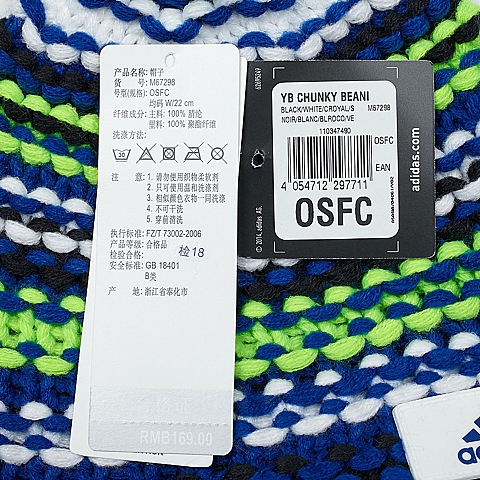 产品名称: 帽子
货 号: M67298
号型(规格): OSFC
均码 W/22 cm
纤维成分: 主料: 100% 腈纶
里料: 100% 聚酯纤维
洗涤方法:
30
注 意: 1. 请勿使用织物柔软剂
2. 只可使用温和洗涤剂
3. 相似颜色衣物一同洗涤
4. 不可干洗
5. 穿前清洗
执行标准: FZ/T 73002-2006
产品等级: 合格品
检验合格: 检18
安全标准: GB 18401
B类
产 地: 浙江省奉化市
RMB169.00
YB CHUNKY BEANI
BLACK/WHITE/CROYAL/S M67298
NOIR/BLANC/BLROCO/VE
110347490
OSFC
EAN
4 054712 297711
OSFC
adidas.com
© 2014, adidas AG.